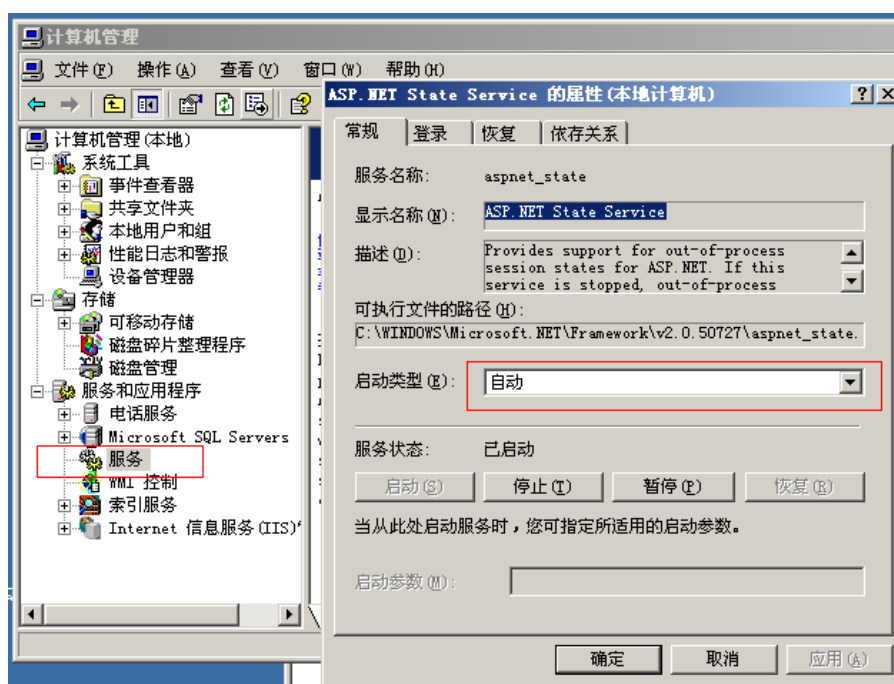 计算机管理
文件(F) 操作(A) 查看(V) 窗口(W) 帮助(H)
计算机管理(本地)
系统工具
事件查看器
共享文件夹
本地用户和组
性能日志和警报
设备管理器
存储
可移动存储
磁盘碎片整理程序
磁盘管理
服务和应用程序
电话服务
Microsoft SQL Servers
服务
WMI 控制
索引服务
Internet 信息服务(IIS)
ASP.NET State Service 的属性(本地计算机)
常规 登录 恢复 依存关系
服务名称: aspnet_state
显示名称(N): ASP.NET State Service
描述(D): Provides support for out-of-process
session states for ASP.NET. If this
service is stopped, out-of-process
可执行文件的路径(H):
C:\WINDOWS\Microsoft.NET\Framework\v2.0.50727\aspnet_state.
启动类型(E): 自动
服务状态: 已启动
启动(S) 停止(T) 暂停(P) 恢复(R)
当从此处启动服务时，您可指定所适用的启动参数。
启动参数(M):
确定 取消 应用(A)